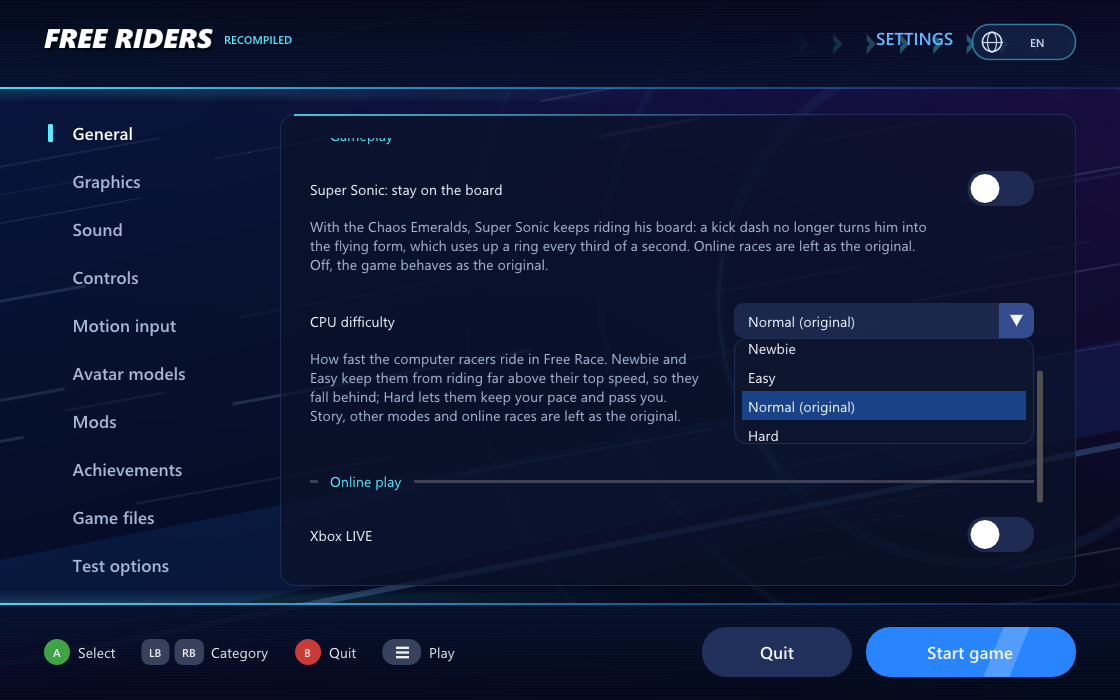 FREE RIDERS RECOMPILED
SETTINGS
EN
General
Graphics
Sound
Controls
Motion input
Avatar models
Mods
Achievements
Game files
Test options
Gameplay
Super Sonic: stay on the board
With the Chaos Emeralds, Super Sonic keeps riding his board: a kick dash no longer turns him into
the flying form, which uses up a ring every third of a second. Online races are left as the original.
Off, the game behaves as the original.
CPU difficulty
Normal (original)
How fast the computer racers ride in Free Race. Newbie and
Easy keep them from riding far above their top speed, so they
fall behind; Hard lets them keep your pace and pass you.
Story, other modes and online races are left as the original.
Newbie
Easy
Normal (original)
Hard
Online play
Xbox LIVE
A Select
LB RB Category
B Quit
Play
Quit
Start game